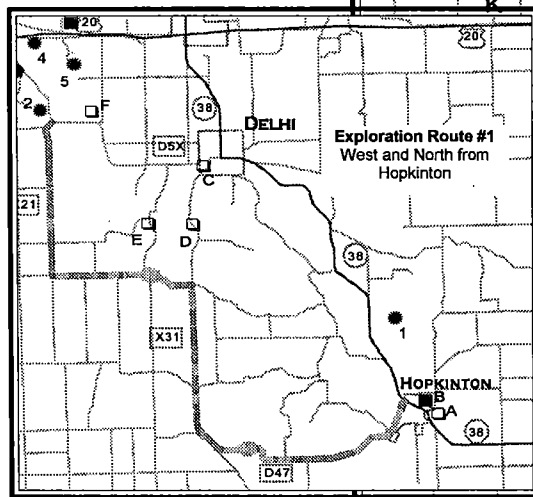 K
20
20
4
5
2
F
38
DELHI
D5X
C
Exploration Route #1
West and North from
Hopkinton
X21
E
D
38
X31
1
HOPKINTON
B
A
38
D47